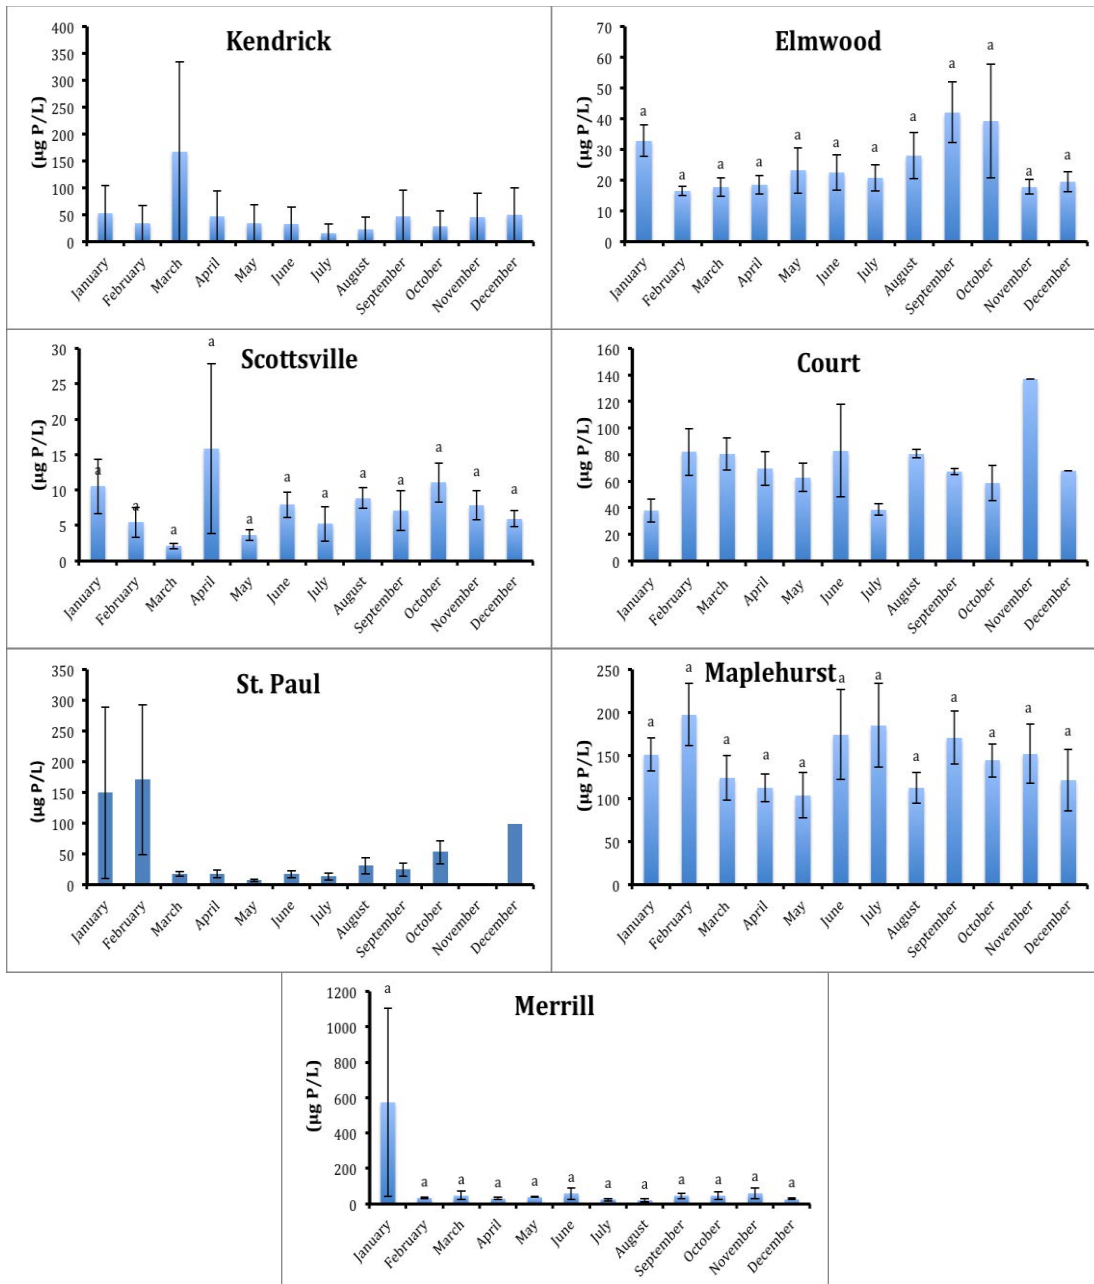 Kendrick
(µg P/L)
400
350
300
250
200
150
100
50
0
January
February
March
April
May
June
July
August
September
October
November
December
Elmwood
(µg P/L)
70
60
50
40
30
20
10
0
a
a
a
a
a
a
a
a
a
a
a
a
January
February
March
April
May
June
July
August
September
October
November
December
Scottsville
(µg P/L)
30
25
20
15
10
5
0
a
a
a
a
a
a
a
a
a
a
a
a
January
February
March
April
May
June
July
August
September
October
November
December
Court
(µg P/L)
160
140
120
100
80
60
40
20
0
January
February
March
April
May
June
July
August
September
October
November
December
St. Paul
(µg P/L)
350
300
250
200
150
100
50
0
January
February
March
April
May
June
July
August
September
October
November
December
Maplehurst
(µg P/L)
250
200
150
100
50
0
a
a
a
a
a
a
a
a
a
a
a
a
January
February
March
April
May
June
July
August
September
October
November
December
Merrill
(µg P/L)
1200
1000
800
600
400
200
0
a
a
a
a
a
a
a
a
a
a
a
a
January
February
March
April
May
June
July
August
September
October
November
December